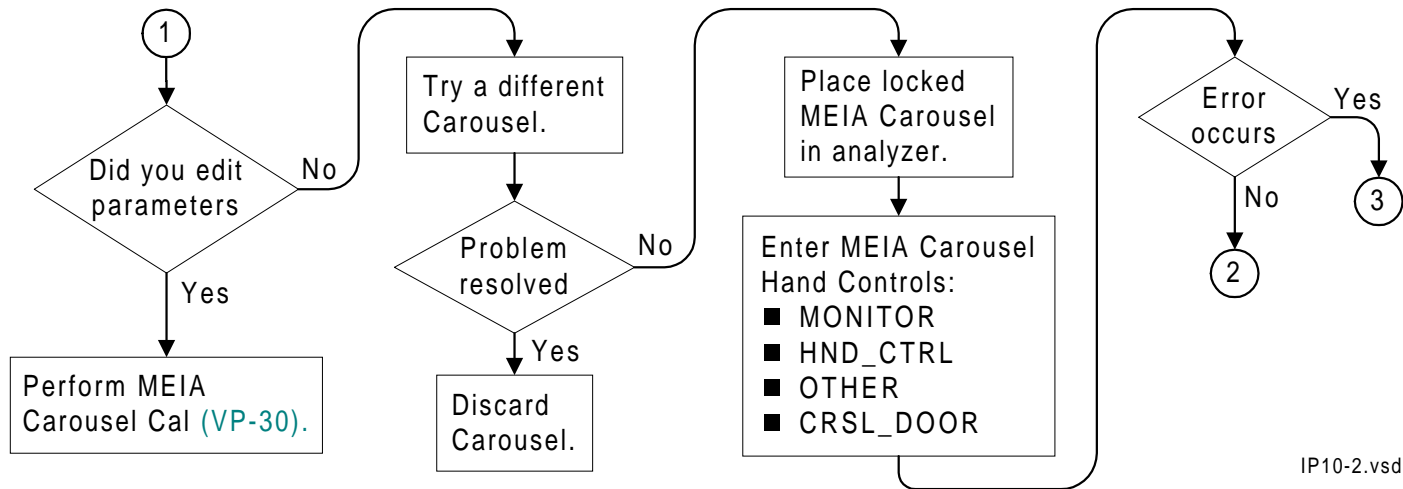 1
Did you edit
parameters
No
Yes
Perform MEIA
Carousel Cal (VP-30).
Try a different
Carousel.
Problem
resolved
No
Yes
Discard
Carousel.
Place locked
MEIA Carousel
in analyzer.
Enter MEIA Carousel
Hand Controls:
■ MONITOR
■ HND_CTRL
■ OTHER
■ CRSL_DOOR
Error
occurs
Yes
3
No
2
IP10-2.vsd